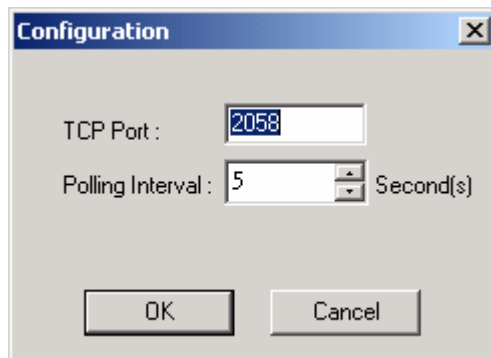 Configuration
TCP Port : 2058
Polling Interval : 5 Second(s)
OK Cancel